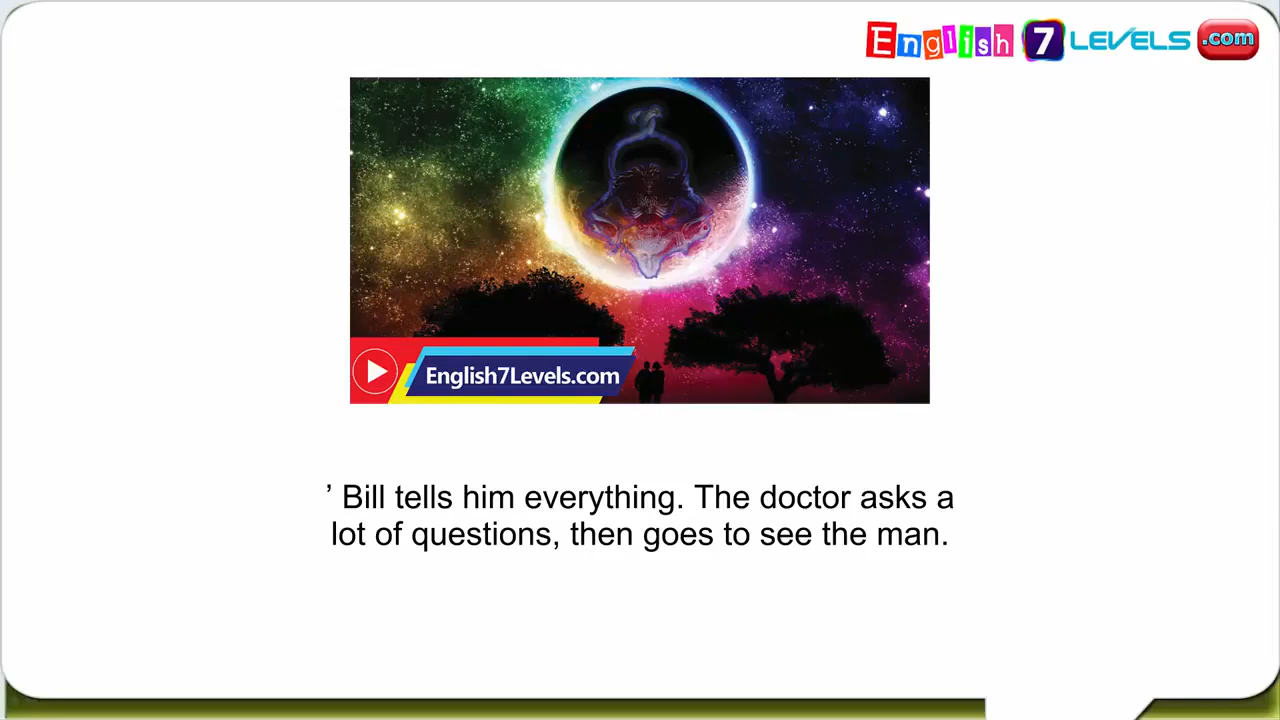 English 7 LEVELS .com
English7Levels.com
’ Bill tells him everything. The doctor asks a
lot of questions, then goes to see the man.